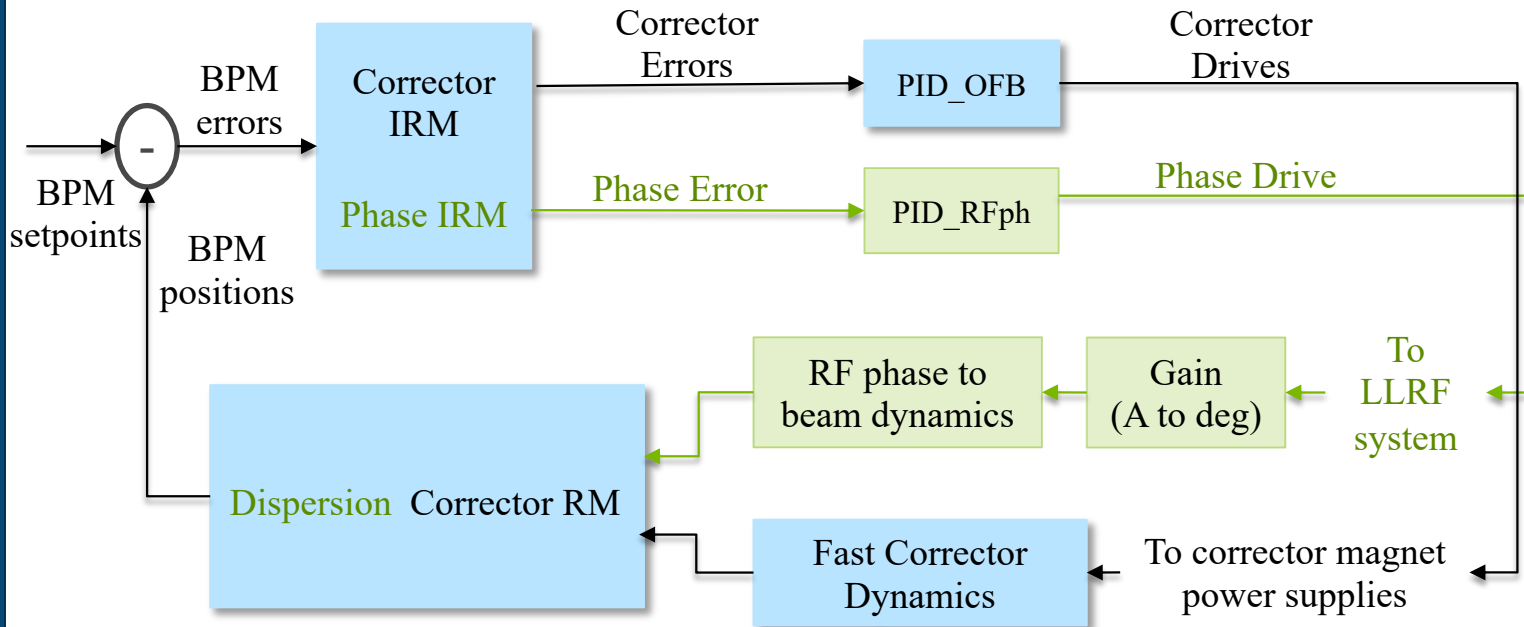 Corrector
Errors
Corrector
Drives
BPM
errors
Corrector
IRM
PID_OFB
-
BPM
setpoints
Phase IRM
Phase Error
PID_RFph
Phase Drive
BPM
positions
RF phase to
beam dynamics
Gain
(A to deg)
To
LLRF
system
Dispersion Corrector RM
Fast Corrector
Dynamics
To corrector magnet
power supplies